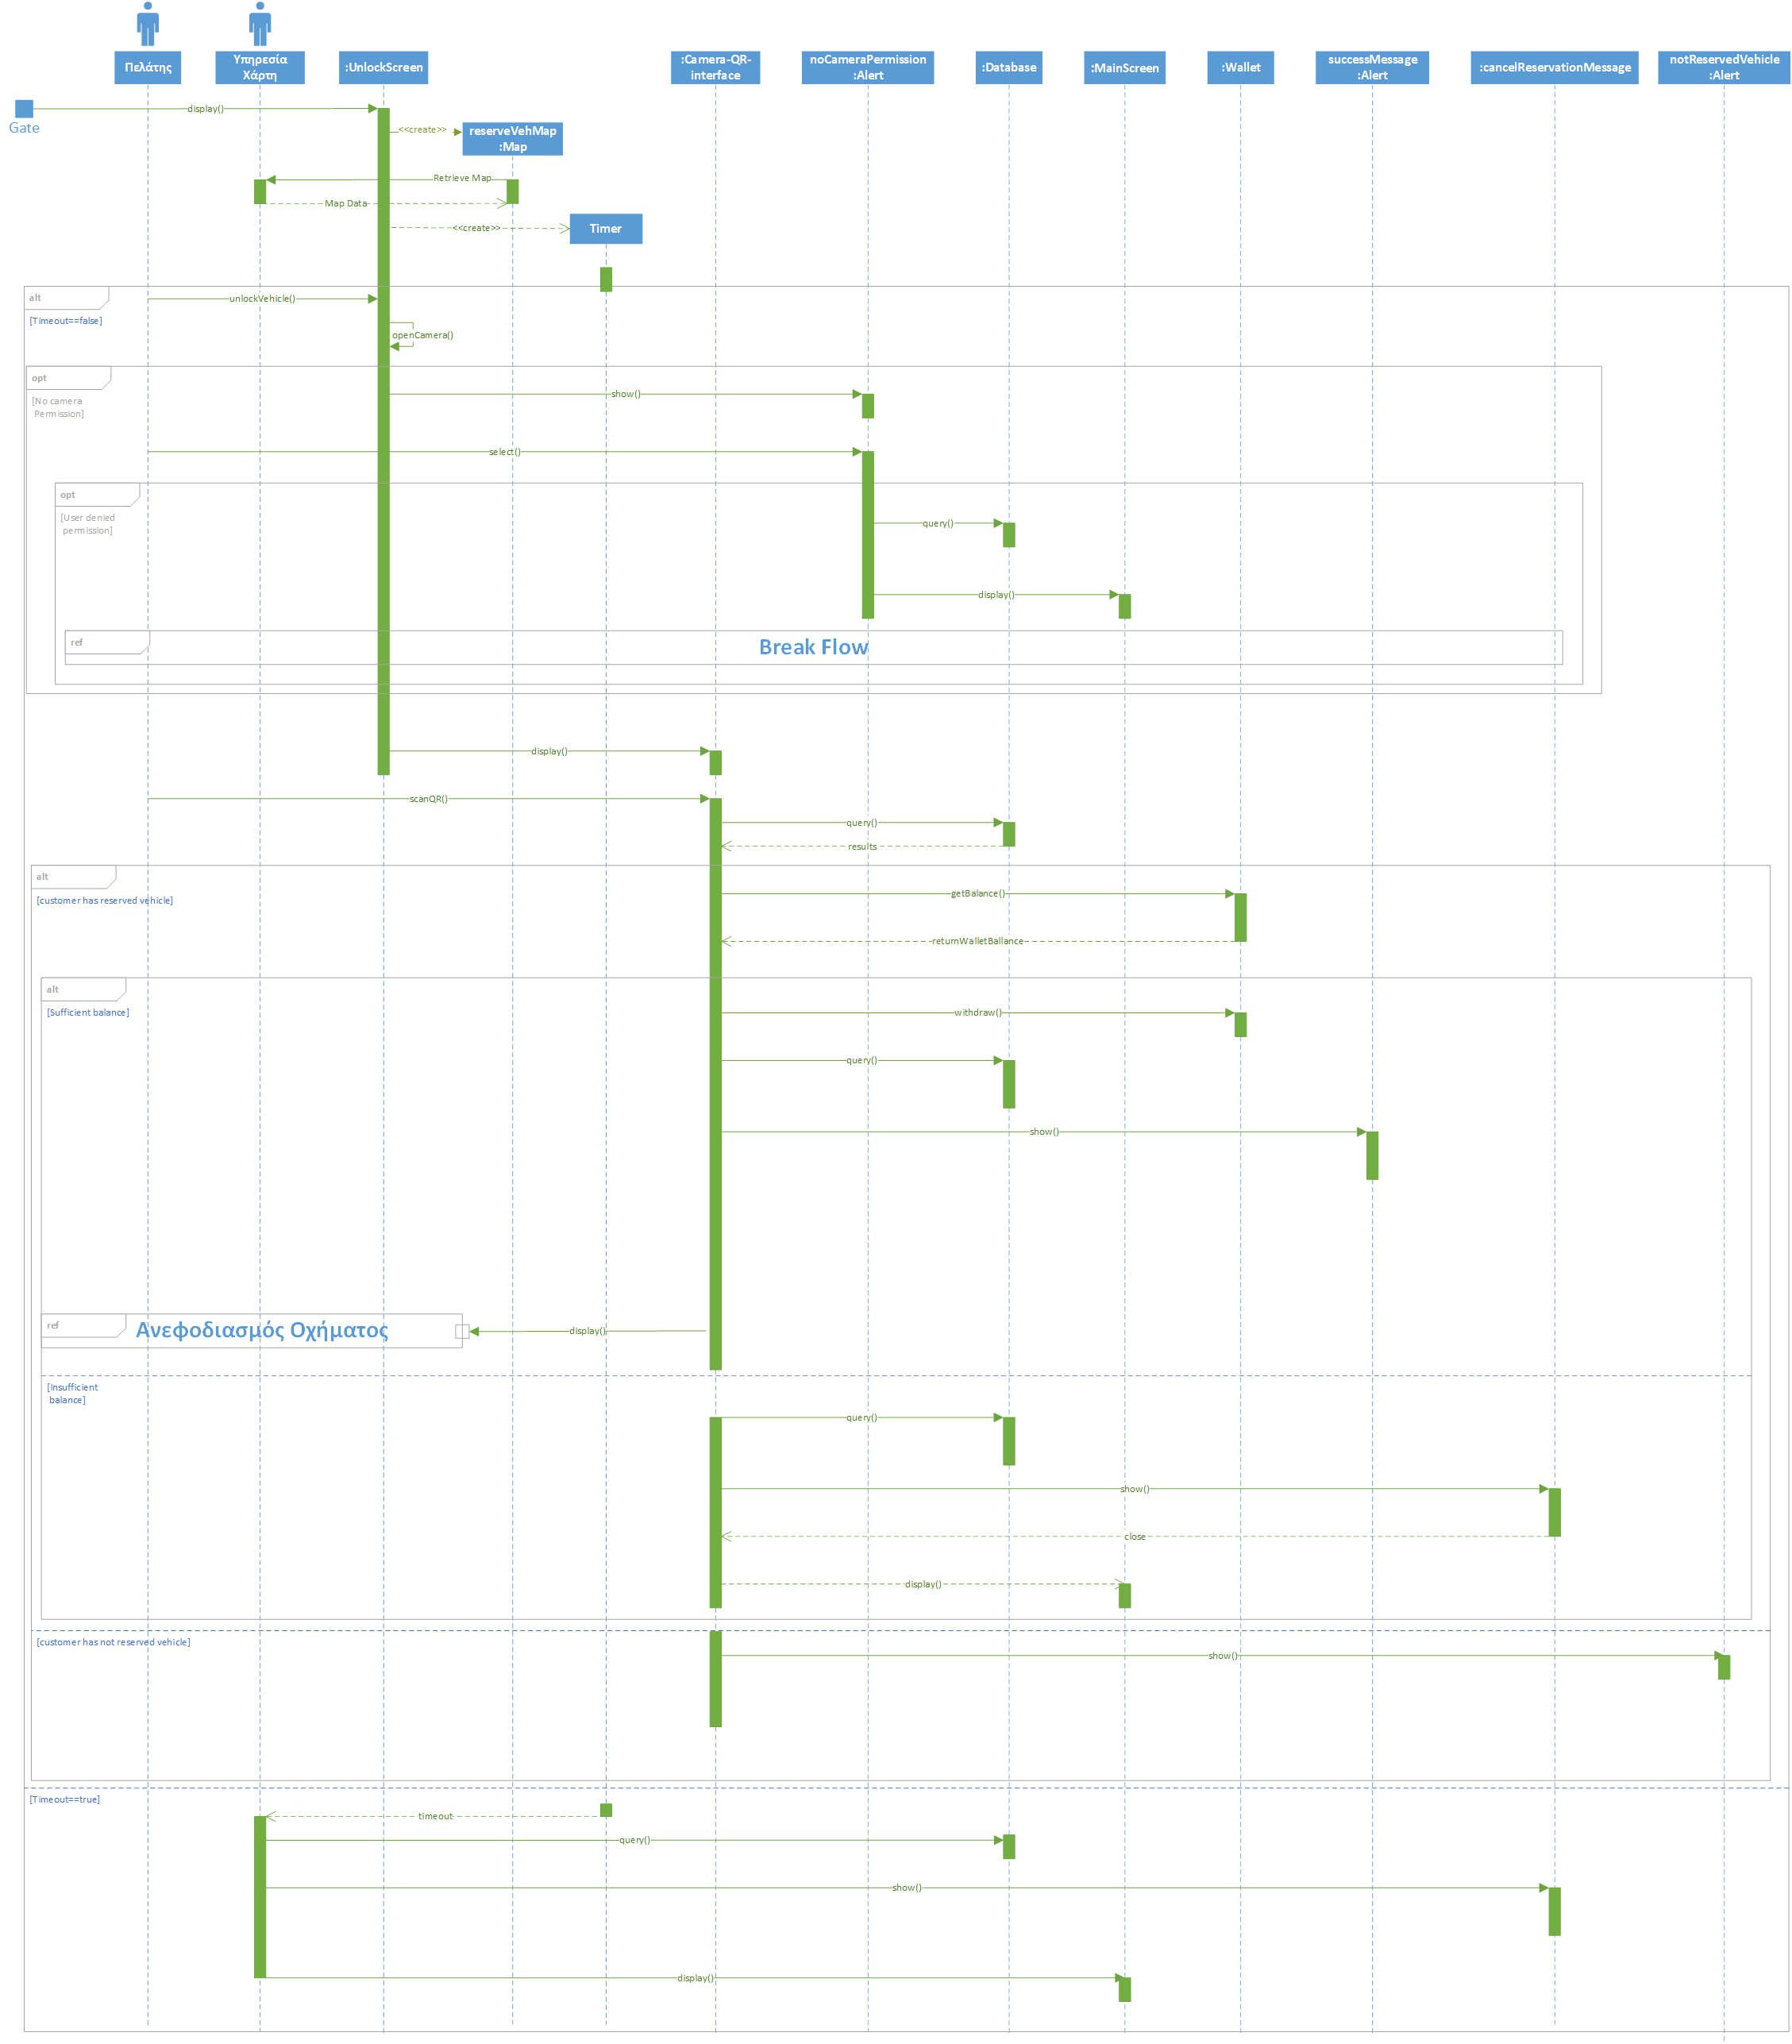 Πελάτης
Υπηρεσία
Χάρτη
:UnlockScreen
:Camera-QR-
interface
noCameraPermission
:Alert
:Database
:MainScreen
:Wallet
successMessage
:Alert
:cancelReservationMessage
notReservedVehicle
:Alert
Gate
display()
<<create>>
reserveVehMap
:Map
Retrieve Map
Map Data
<<create>>
Timer
alt
[Timeout==false]
unlockVehicle()
openCamera()
opt
[No camera
Permission]
show()
select()
opt
[User denied
permission]
query()
display()
ref
Break Flow
display()
scanQR()
query()
results
alt
[customer has reserved vehicle]
getBalance()
returnWalletBallance
alt
[Sufficient balance]
withdraw()
query()
show()
ref
Ανεφοδιασμός Οχήματος
display()
[Insufficient
balance]
query()
show()
close
display()
[customer has not reserved vehicle]
show()
[Timeout==true]
timeout
query()
show()
display()